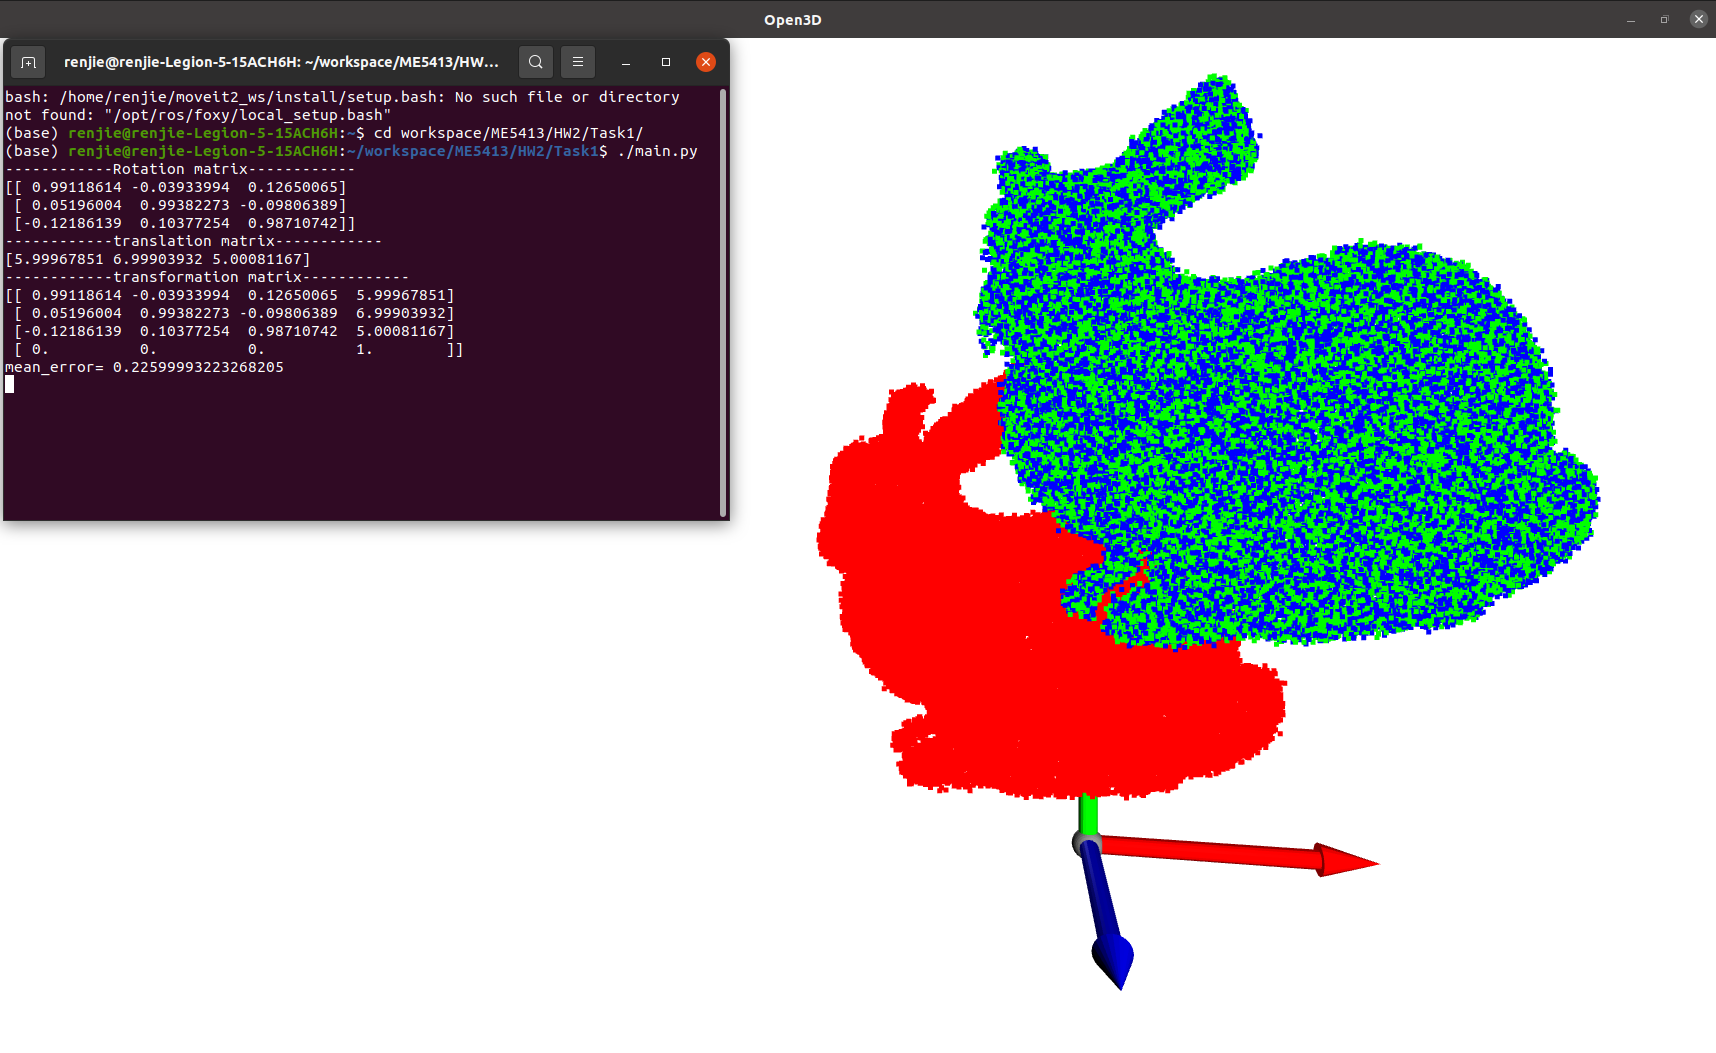 Open3D
renjie@renjie-Legion-5-15ACH6H: ~/workspace/ME5413/HW...
bash: /home/renjie/moveit2_ws/install/setup.bash: No such file or directory
not found: "/opt/ros/foxy/local_setup.bash"
(base) renjie@renjie-Legion-5-15ACH6H:~$ cd workspace/ME5413/HW2/Task1/
(base) renjie@renjie-Legion-5-15ACH6H:~/workspace/ME5413/HW2/Task1$ ./main.py
------------Rotation matrix------------
[[ 0.99118614 -0.03933994  0.12650065]
 [ 0.05196004  0.99382273 -0.09806389]
 [-0.12186139  0.10377254  0.98710742]]
------------translation matrix------------
[5.99967851 6.99903932 5.00081167]
------------transformation matrix------------
[[ 0.99118614 -0.03933994  0.12650065  5.99967851]
 [ 0.05196004  0.99382273 -0.09806389  6.99903932]
 [-0.12186139  0.10377254  0.98710742  5.00081167]
 [ 0.          0.          0.          1.        ]]
mean_error= 0.22599993223268205